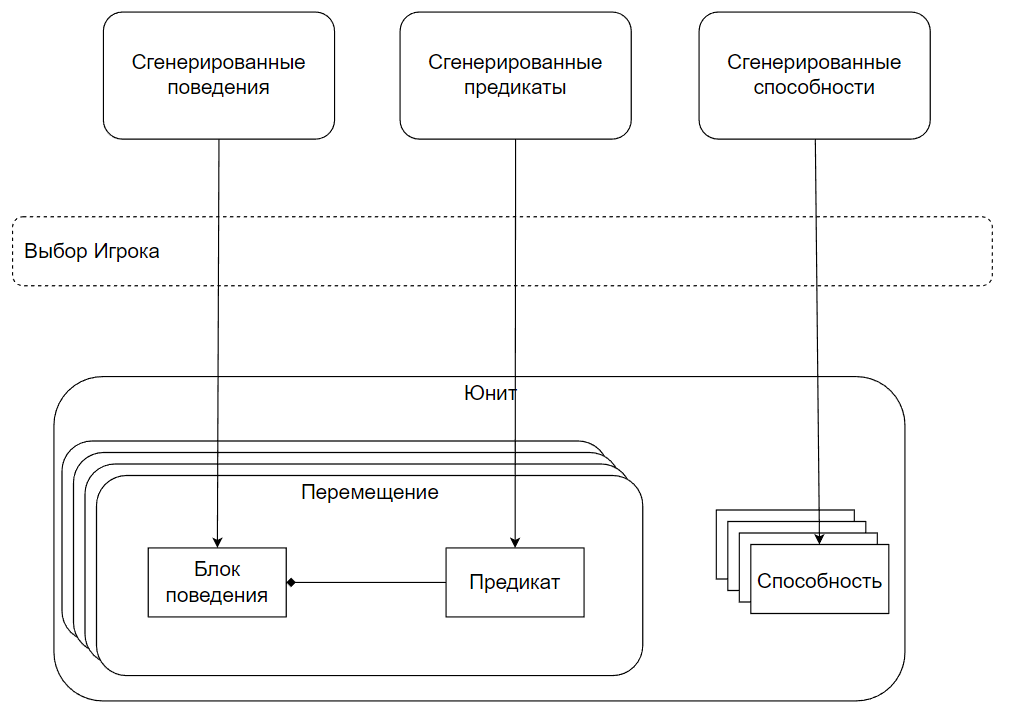 Сгенерированные
поведения
Сгенерированные
предикаты
Сгенерированные
способности
Выбор Игрока
Юнит
Перемещение
Блок
поведения
Предикат
Способность